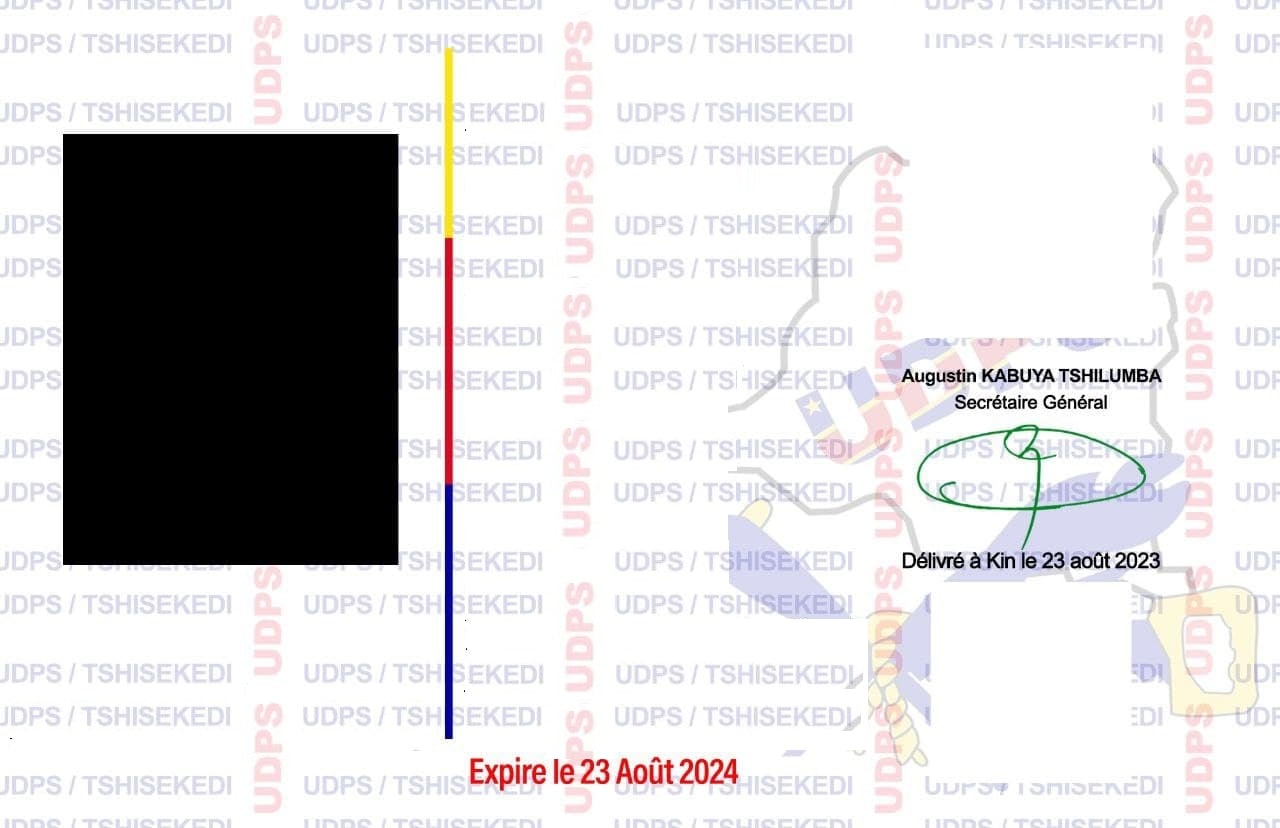 UDPS / TSHISEKEDI UDPS / TSHISEKEDI UDPS / TSHISEKEDI UDPS / TSHISEKEDI
UDPS
UDPS / TSHISEKEDI
UDPS
Augustin KABUYA TSHILUMBA
Secrétaire Général
Délivré à Kin le 23 août 2023
Expire le 23 Août 2024